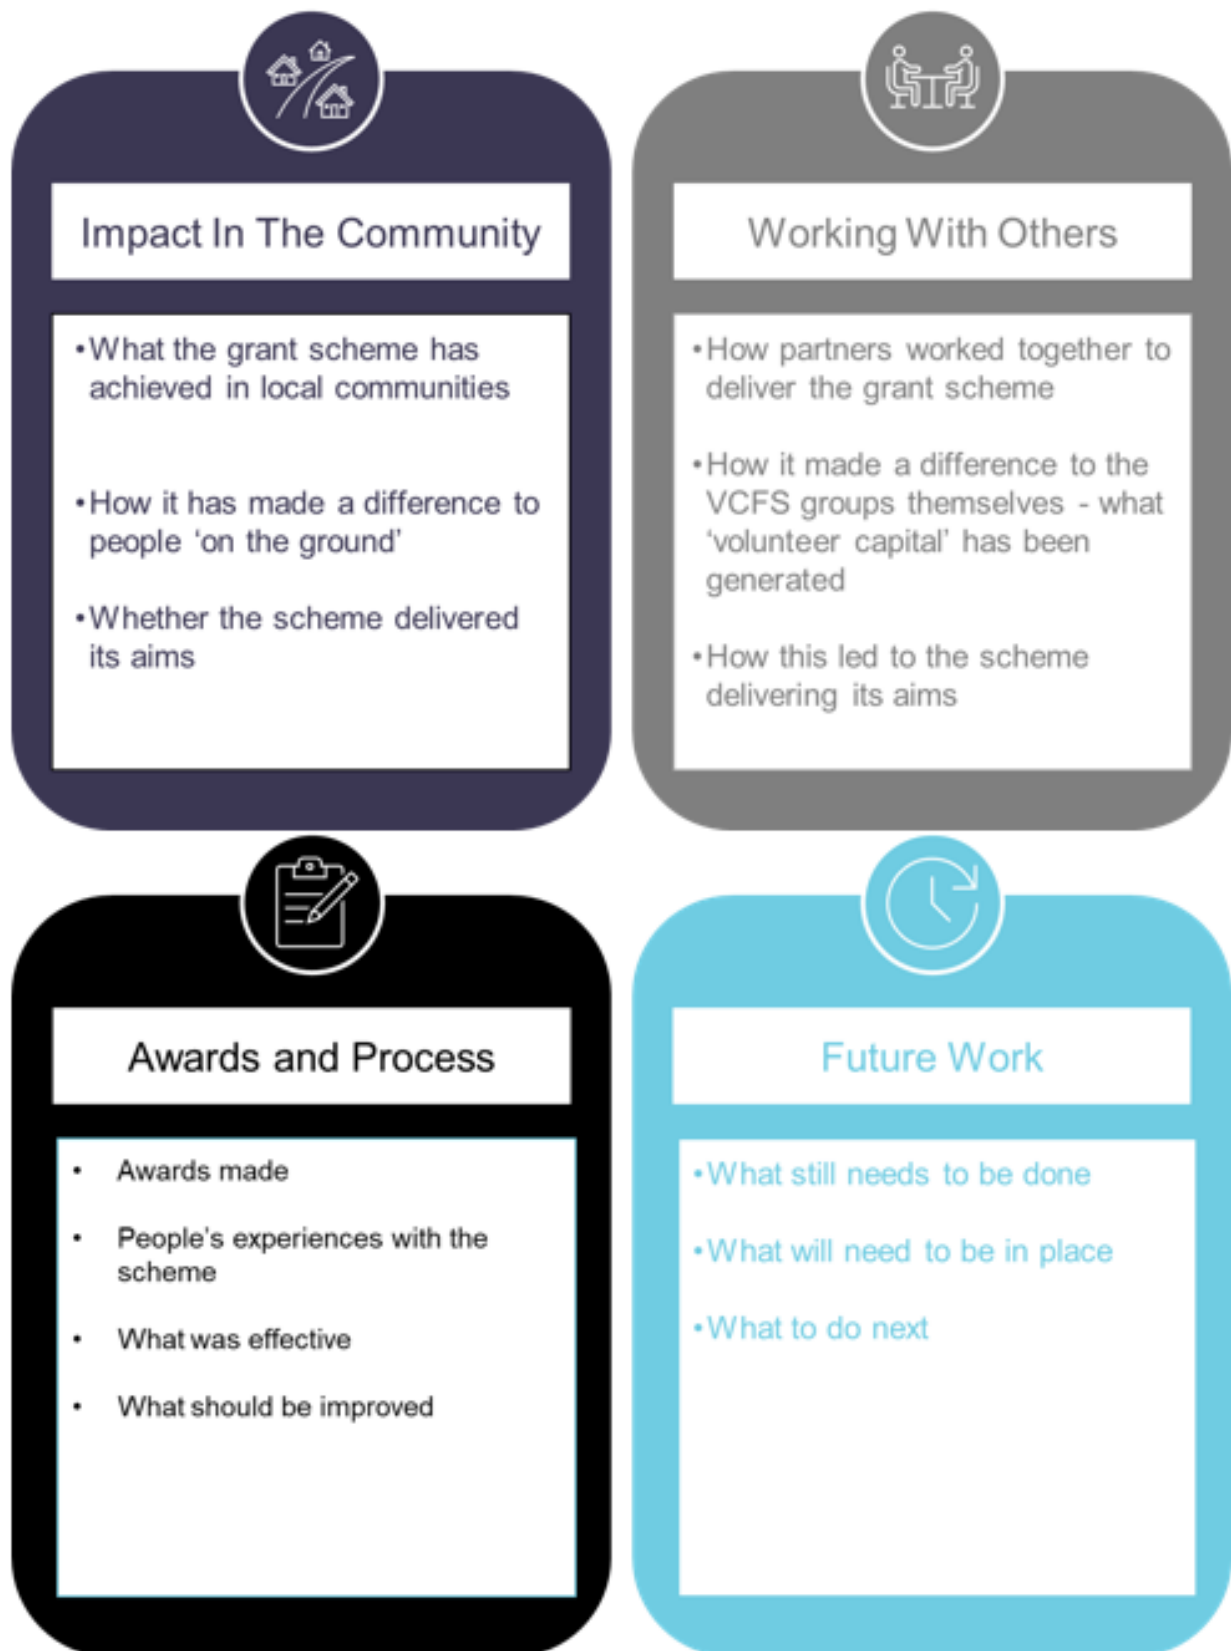 Impact In The Community
•What the grant scheme has
achieved in local communities
•How it has made a difference to
people ‘on the ground’
•Whether the scheme delivered
its aims
Working With Others
•How partners worked together to
deliver the grant scheme
•How it made a difference to the
VCFS groups themselves - what
‘volunteer capital’ has been
generated
•How this led to the scheme
delivering its aims
Awards and Process
• Awards made
• People’s experiences with the
scheme
• What was effective
• What should be improved
Future Work
•What still needs to be done
•What will need to be in place
•What to do next